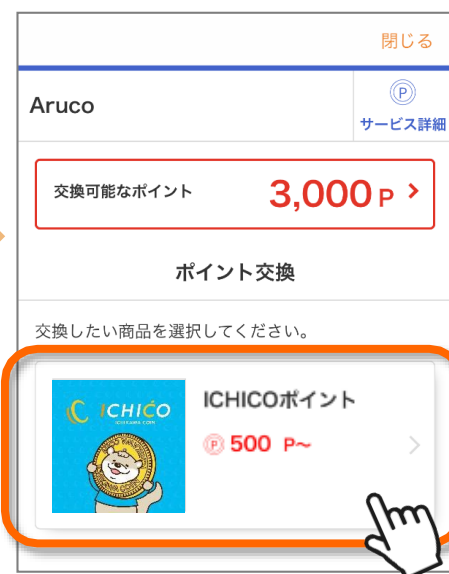 閉じる
Aruco
Ⓟ
サービス詳細
交換可能なポイント
3,000 P
ポイント交換
交換したい商品を選択してください。
ICHICO
ICHIKAWA COIN
ICHICOポイント
Ⓟ 500 P~